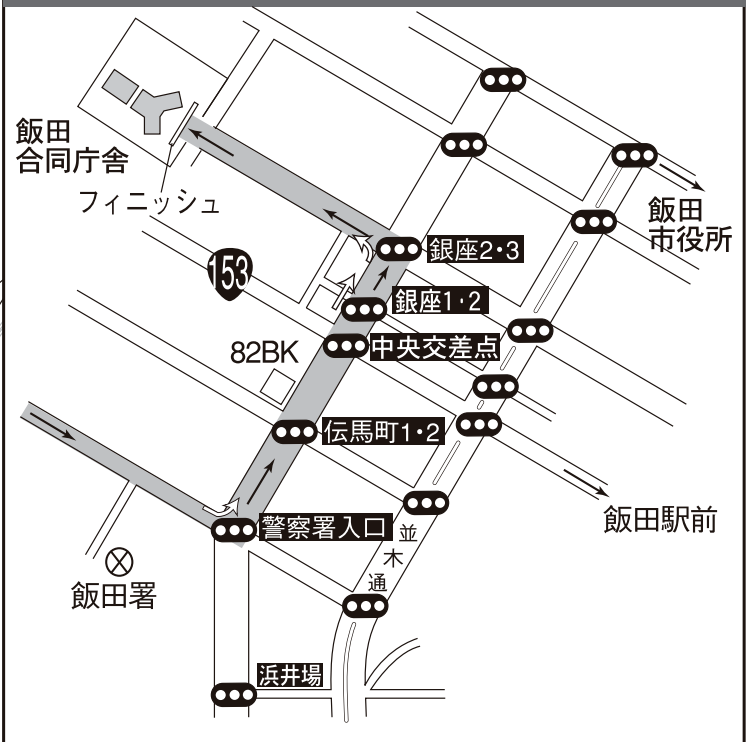 飯田
合同庁舎
フィニッシュ
飯田
市役所
銀座2・3
153
銀座1・2
中央交差点
82BK
伝馬町1・2
飯田駅前
警察署入口
並木通
飯田署
浜井場